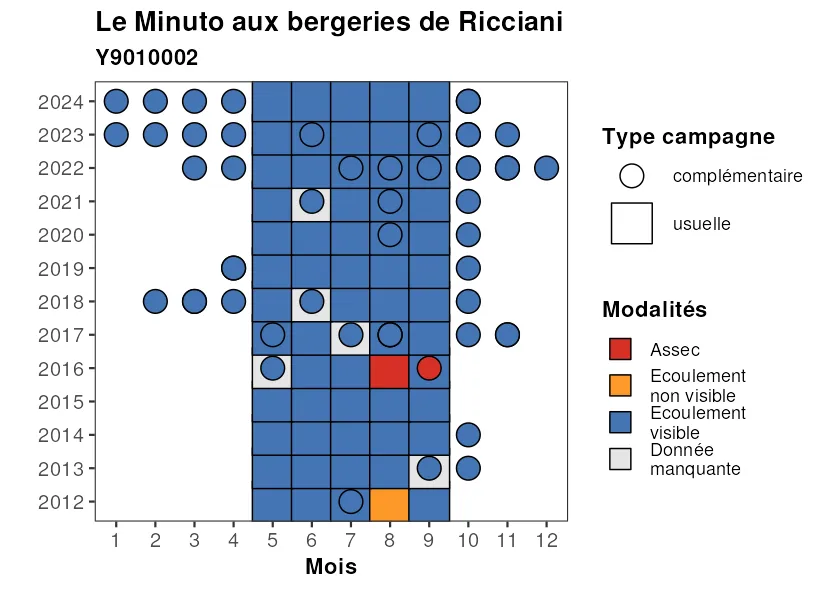 Le Minuto aux bergeries de Ricciani
Y9010002
2024
2023
2022
2021
2020
2019
2018
2017
2016
2015
2014
2013
2012
1 2 3 4 5 6 7 8 9 10 11 12
Mois
Type campagne
complémentaire
usuelle
Modalités
Assec
Ecoulement
non visible
Ecoulement
visible
Donnée
manquante